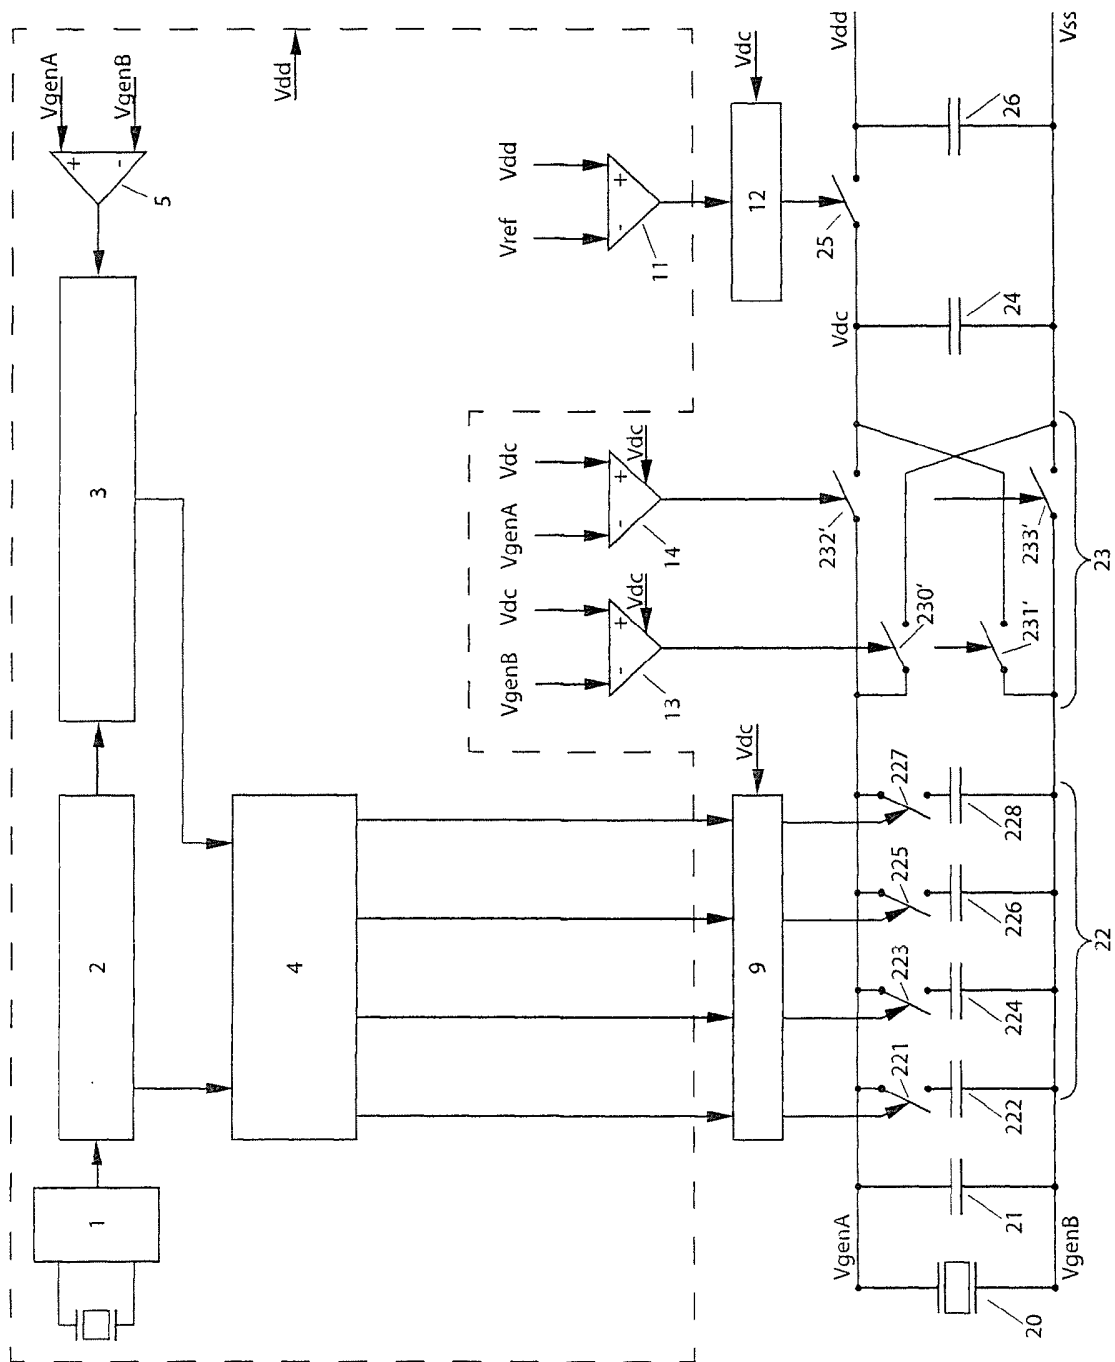 VgenA
+
-
VgenB
1
2
3
5
Vdd
4
VgenB
Vdc
VgenA
Vdc
Vref
Vdd
-
+
-
+
-
+
Vdc
Vdc
13
14
11
Vdc
Vdc
9
12
VgenA
232'
Vdc
25
Vdd
221
223
225
227
230'
21
222
224
226
228
24
26
20
231'
233'
VgenB
Vss
22
23